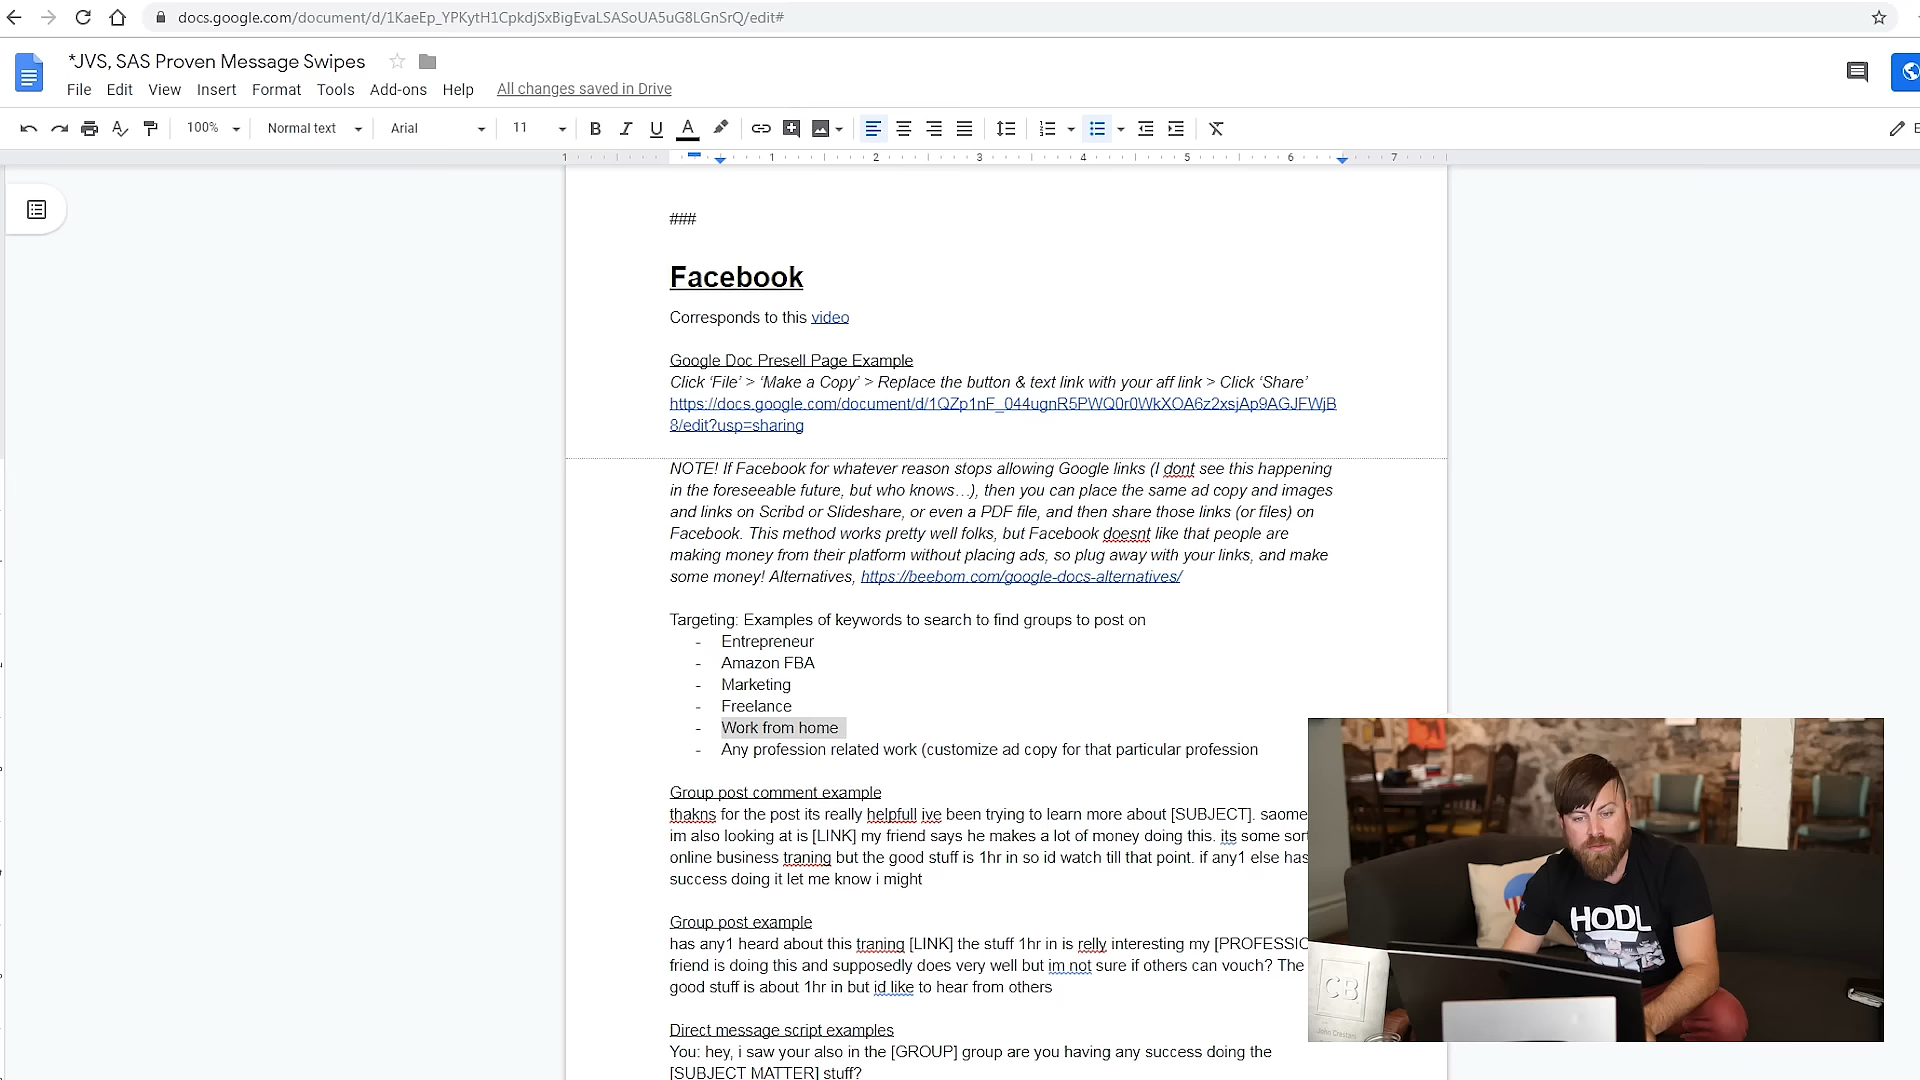 docs.google.com/document/d/1KaeEp_YPKytH1CpkdjSxBigEvaLSASoUA5uG8LGnSrQ/edit#
*JVS, SAS Proven Message Swipes
File Edit View Insert Format Tools Add-ons Help All changes saved in Drive
100% Normal text Arial 11
1 1 2 3 4 5 6 7
###
Facebook
Corresponds to this video
Google Doc Presell Page Example
Click ‘File’ > ‘Make a Copy’ > Replace the button & text link with your aff link > Click ‘Share’
https://docs.google.com/document/d/1QZp1nF_044ugnR5PWQ0r0WkXOA6z2xsjAp9AGJFWjB
8/edit?usp=sharing
NOTE! If Facebook for whatever reason stops allowing Google links (I dont see this happening
in the foreseeable future, but who knows…), then you can place the same ad copy and images
and links on Scribd or Slideshare, or even a PDF file, and then share those links (or files) on
Facebook. This method works pretty well folks, but Facebook doesnt like that people are
making money from their platform without placing ads, so plug away with your links, and make
some money! Alternatives, https://beebom.com/google-docs-alternatives/
Targeting: Examples of keywords to search to find groups to post on
- Entrepreneur
- Amazon FBA
- Marketing
- Freelance
- Work from home
- Any profession related work (customize ad copy for that particular profession
Group post comment example
thakns for the post its really helpfull ive been trying to learn more about [SUBJECT]. saome
im also looking at is [LINK] my friend says he makes a lot of money doing this. its some sort
online business traning but the good stuff is 1hr in so id watch till that point. if any1 else has
success doing it let me know i might
Group post example
has any1 heard about this traning [LINK] the stuff 1hr in is relly interesting my [PROFESSIO
friend is doing this and supposedly does very well but im not sure if others can vouch? The
good stuff is about 1hr in but id like to hear from others
Direct message script examples
You: hey, i saw your also in the [GROUP] group are you having any success doing the
[SUBJECT MATTER] stuff?
HODL
CB
John Crestani